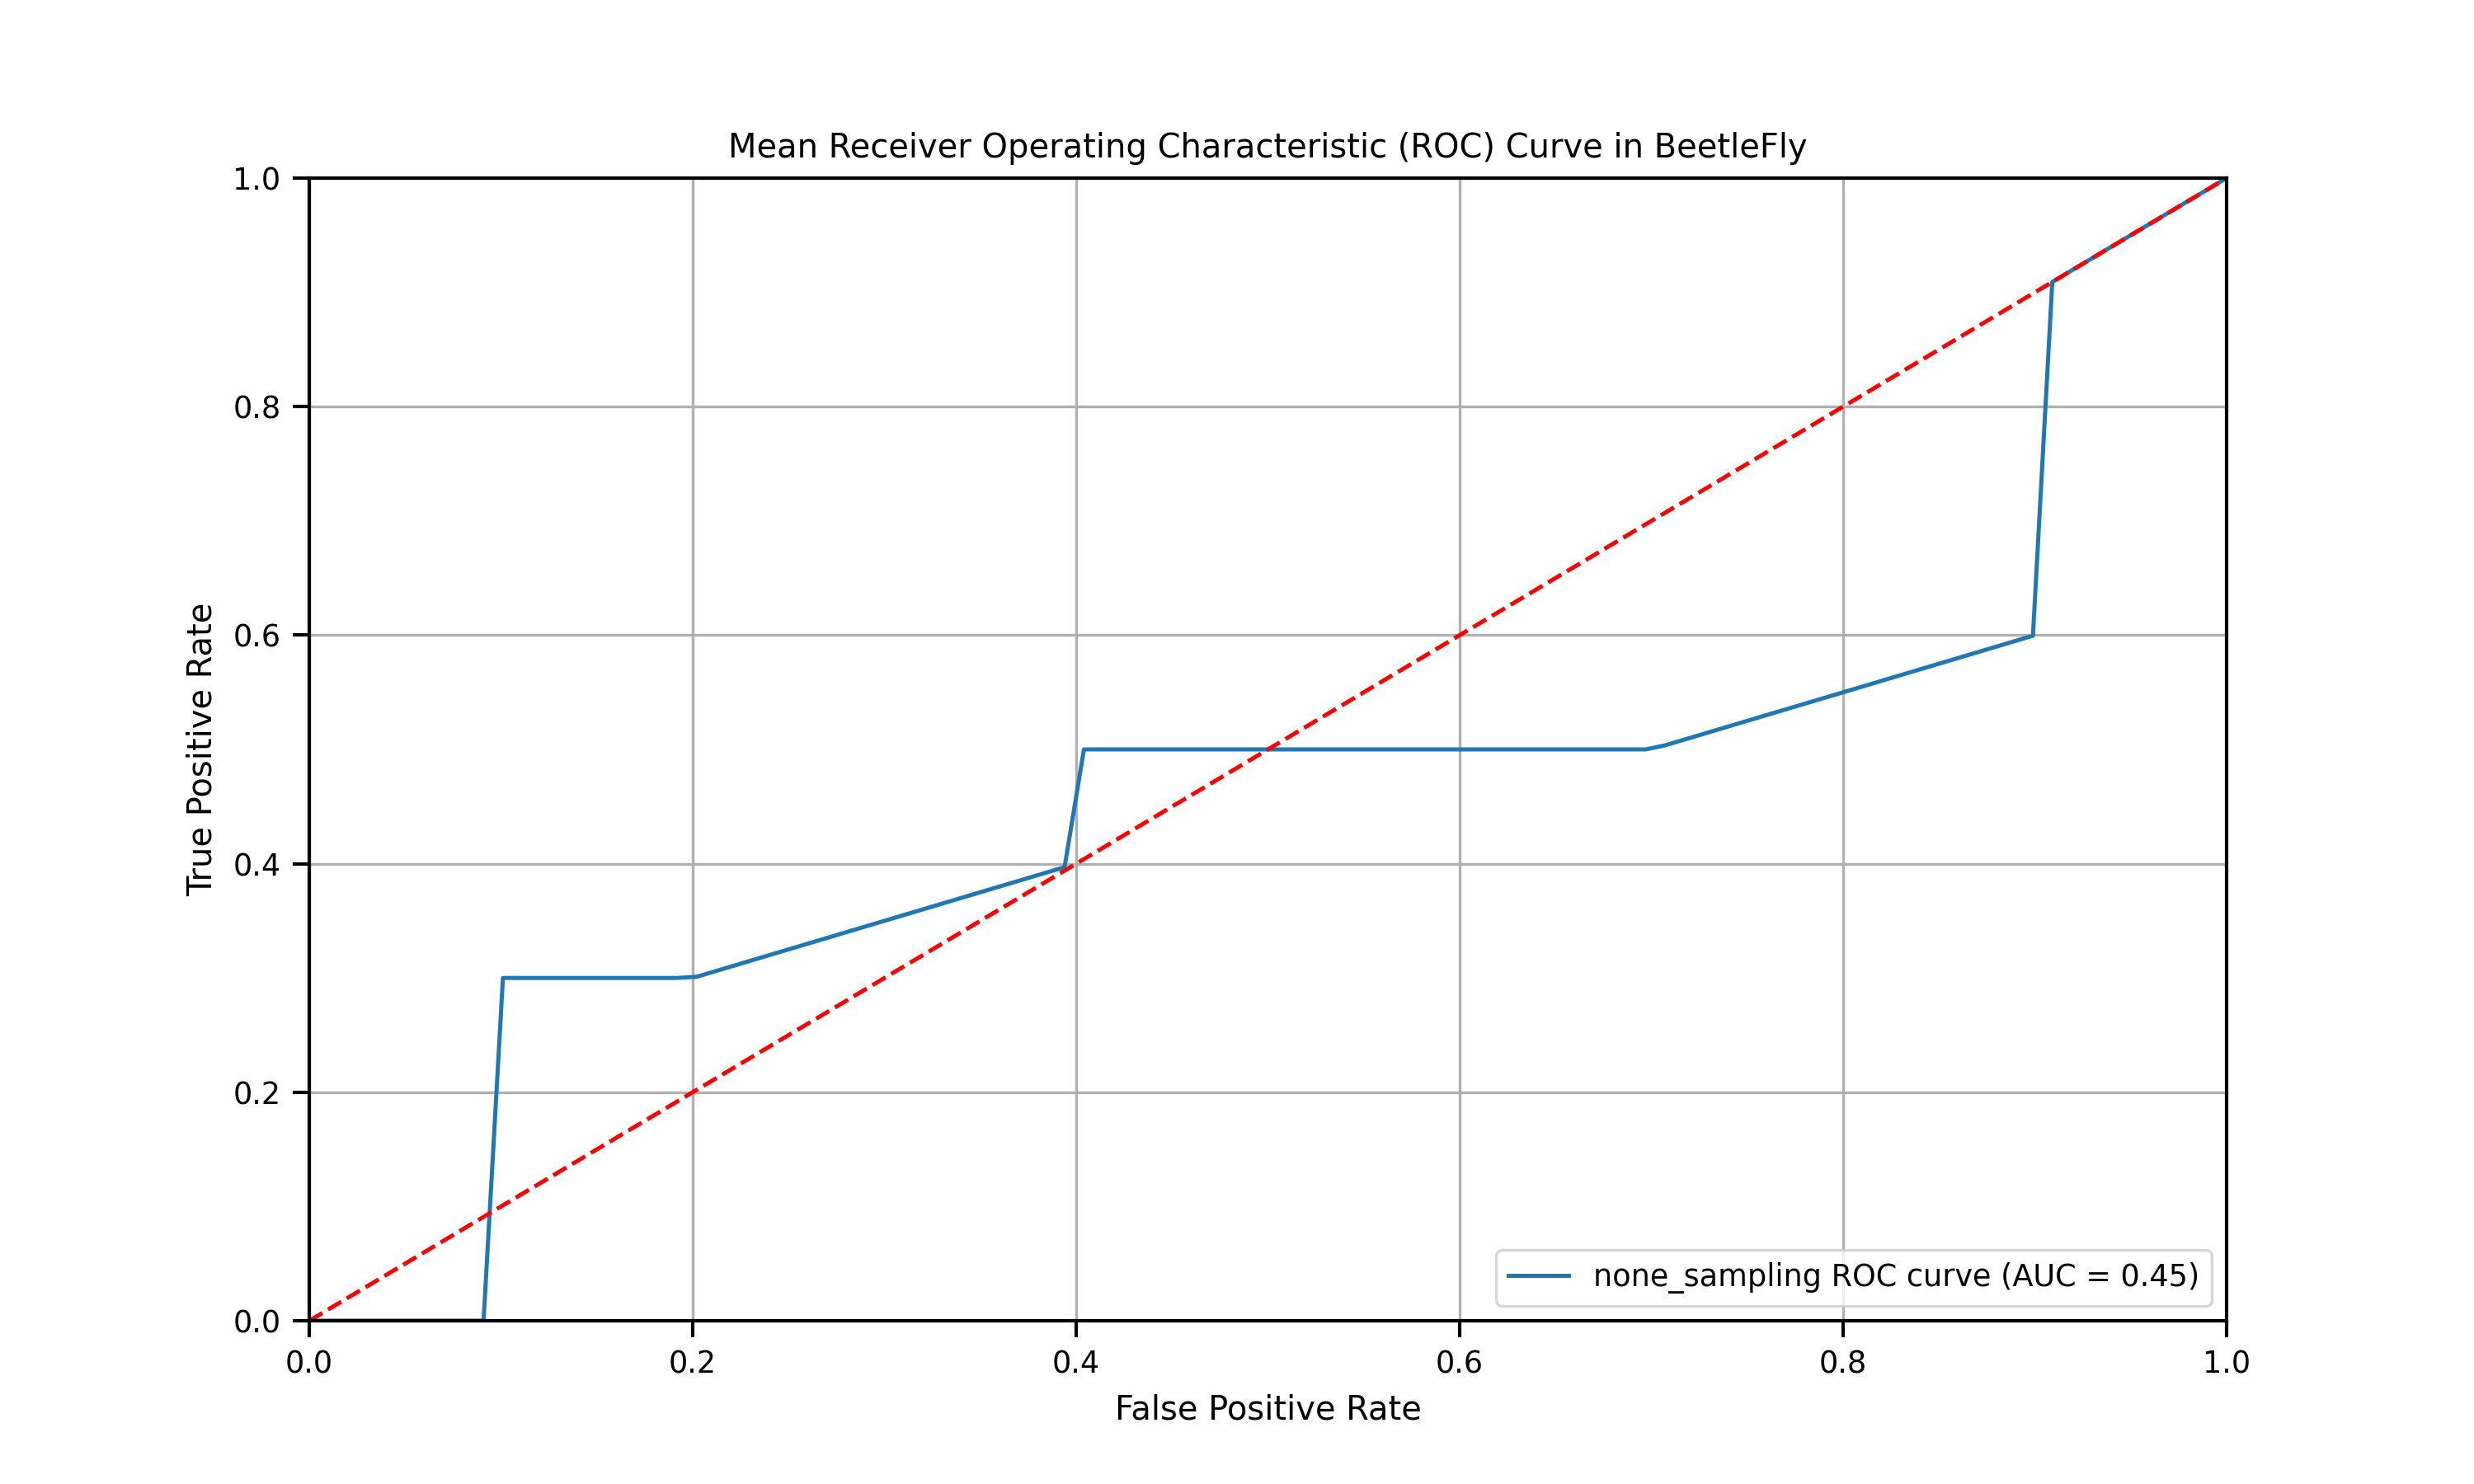 Mean Receiver Operating Characteristic (ROC) Curve in BeetleFly
1.0
0.8
0.6
0.4
0.2
0.0
True Positive Rate
0.0 0.2 0.4 0.6 0.8 1.0
False Positive Rate
none_sampling ROC curve (AUC = 0.45)